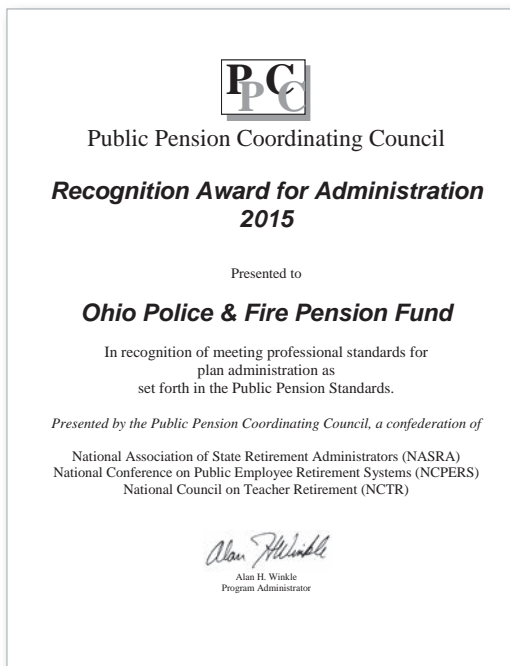 PPCC
Public Pension Coordinating Council
Recognition Award for Administration
2015
Presented to
Ohio Police & Fire Pension Fund
In recognition of meeting professional standards for
plan administration as
set forth in the Public Pension Standards.
Presented by the Public Pension Coordinating Council, a confederation of
National Association of State Retirement Administrators (NASRA)
National Conference on Public Employee Retirement Systems (NCPERS)
National Council on Teacher Retirement (NCTR)
Alan H Winkle
Alan H. Winkle
Program Administrator